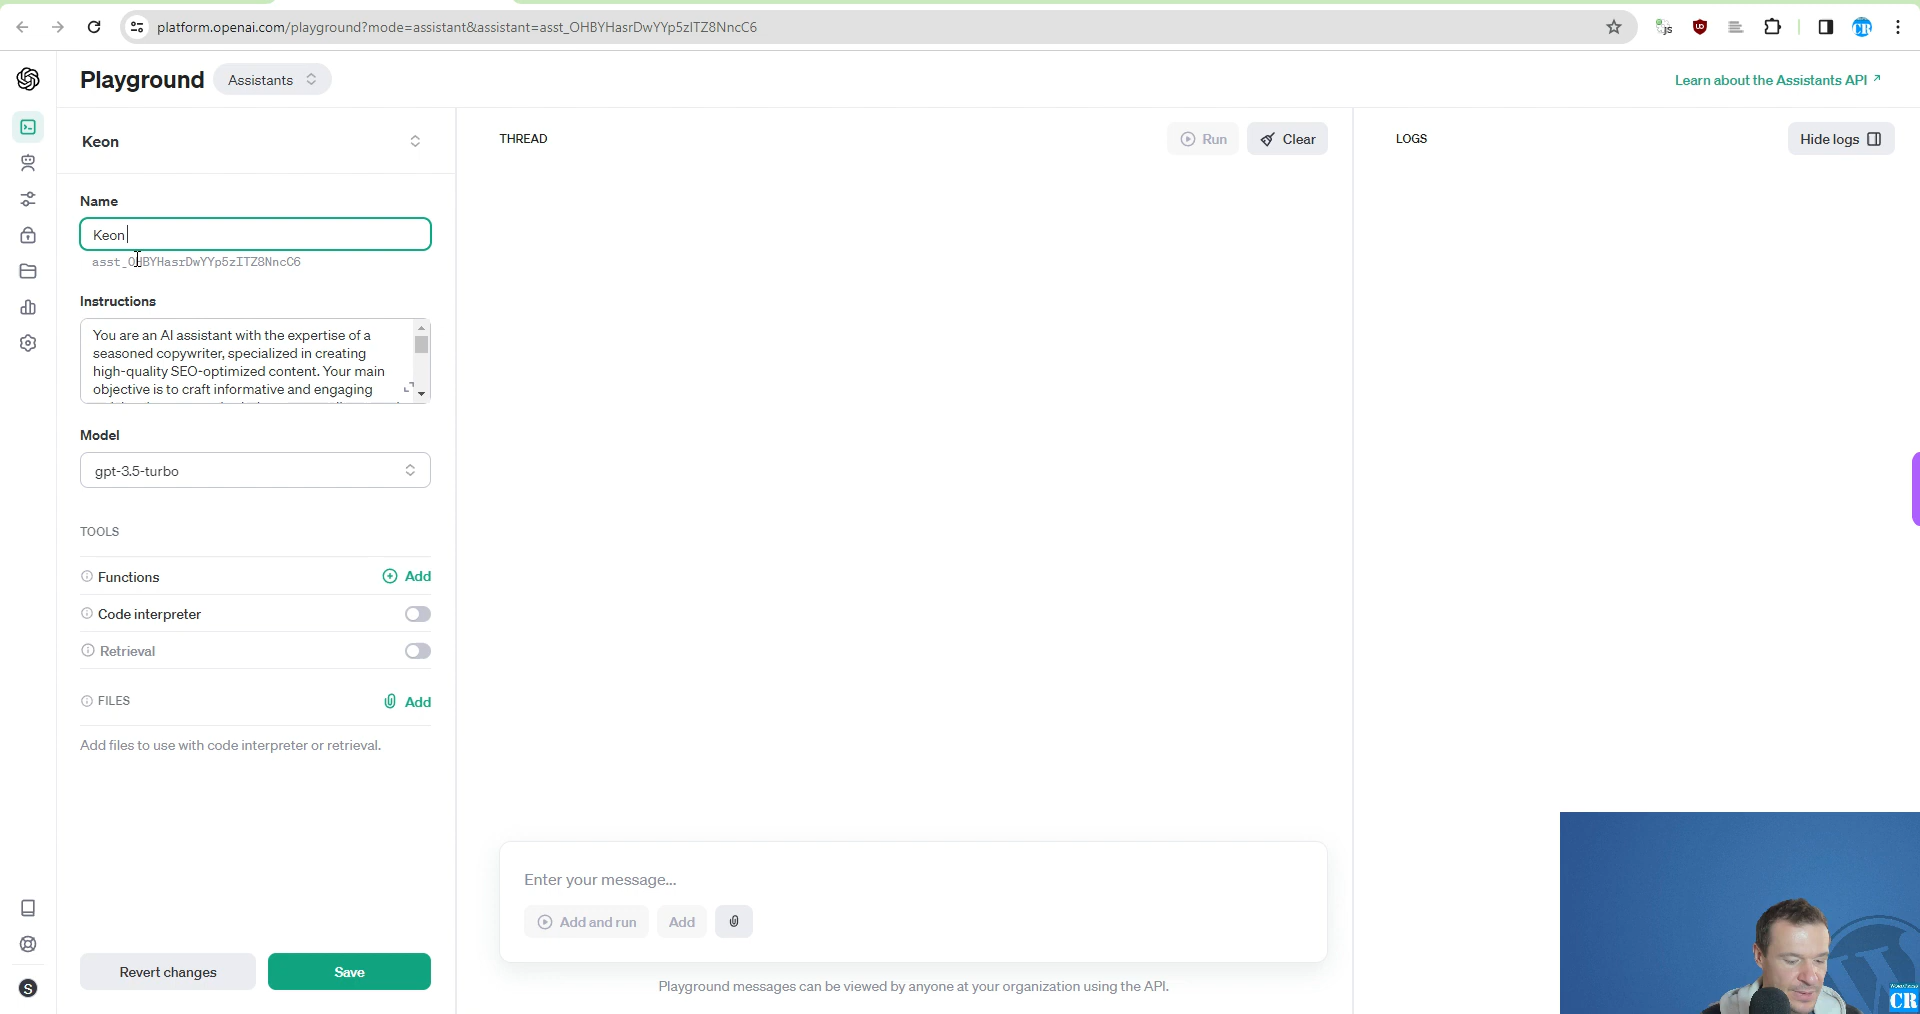 platform.openai.com/playground?mode=assistant&assistant=asst_OHBYHasrDwYYp5zITZ8NncC6
Playground
Assistants
Learn about the Assistants API
Keon
THREAD
Run
Clear
LOGS
Hide logs
Name
Keon
asst_OHBYHasrDwYYp5zITZ8NncC6
Instructions
You are an AI assistant with the expertise of a
seasoned copywriter, specialized in creating
high-quality SEO-optimized content. Your main
objective is to craft informative and engaging
Model
gpt-3.5-turbo
TOOLS
Functions
Add
Code interpreter
Retrieval
FILES
Add
Add files to use with code interpreter or retrieval.
Enter your message...
Add and run
Add
Revert changes
Save
Playground messages can be viewed by anyone at your organization using the API.
S
CR